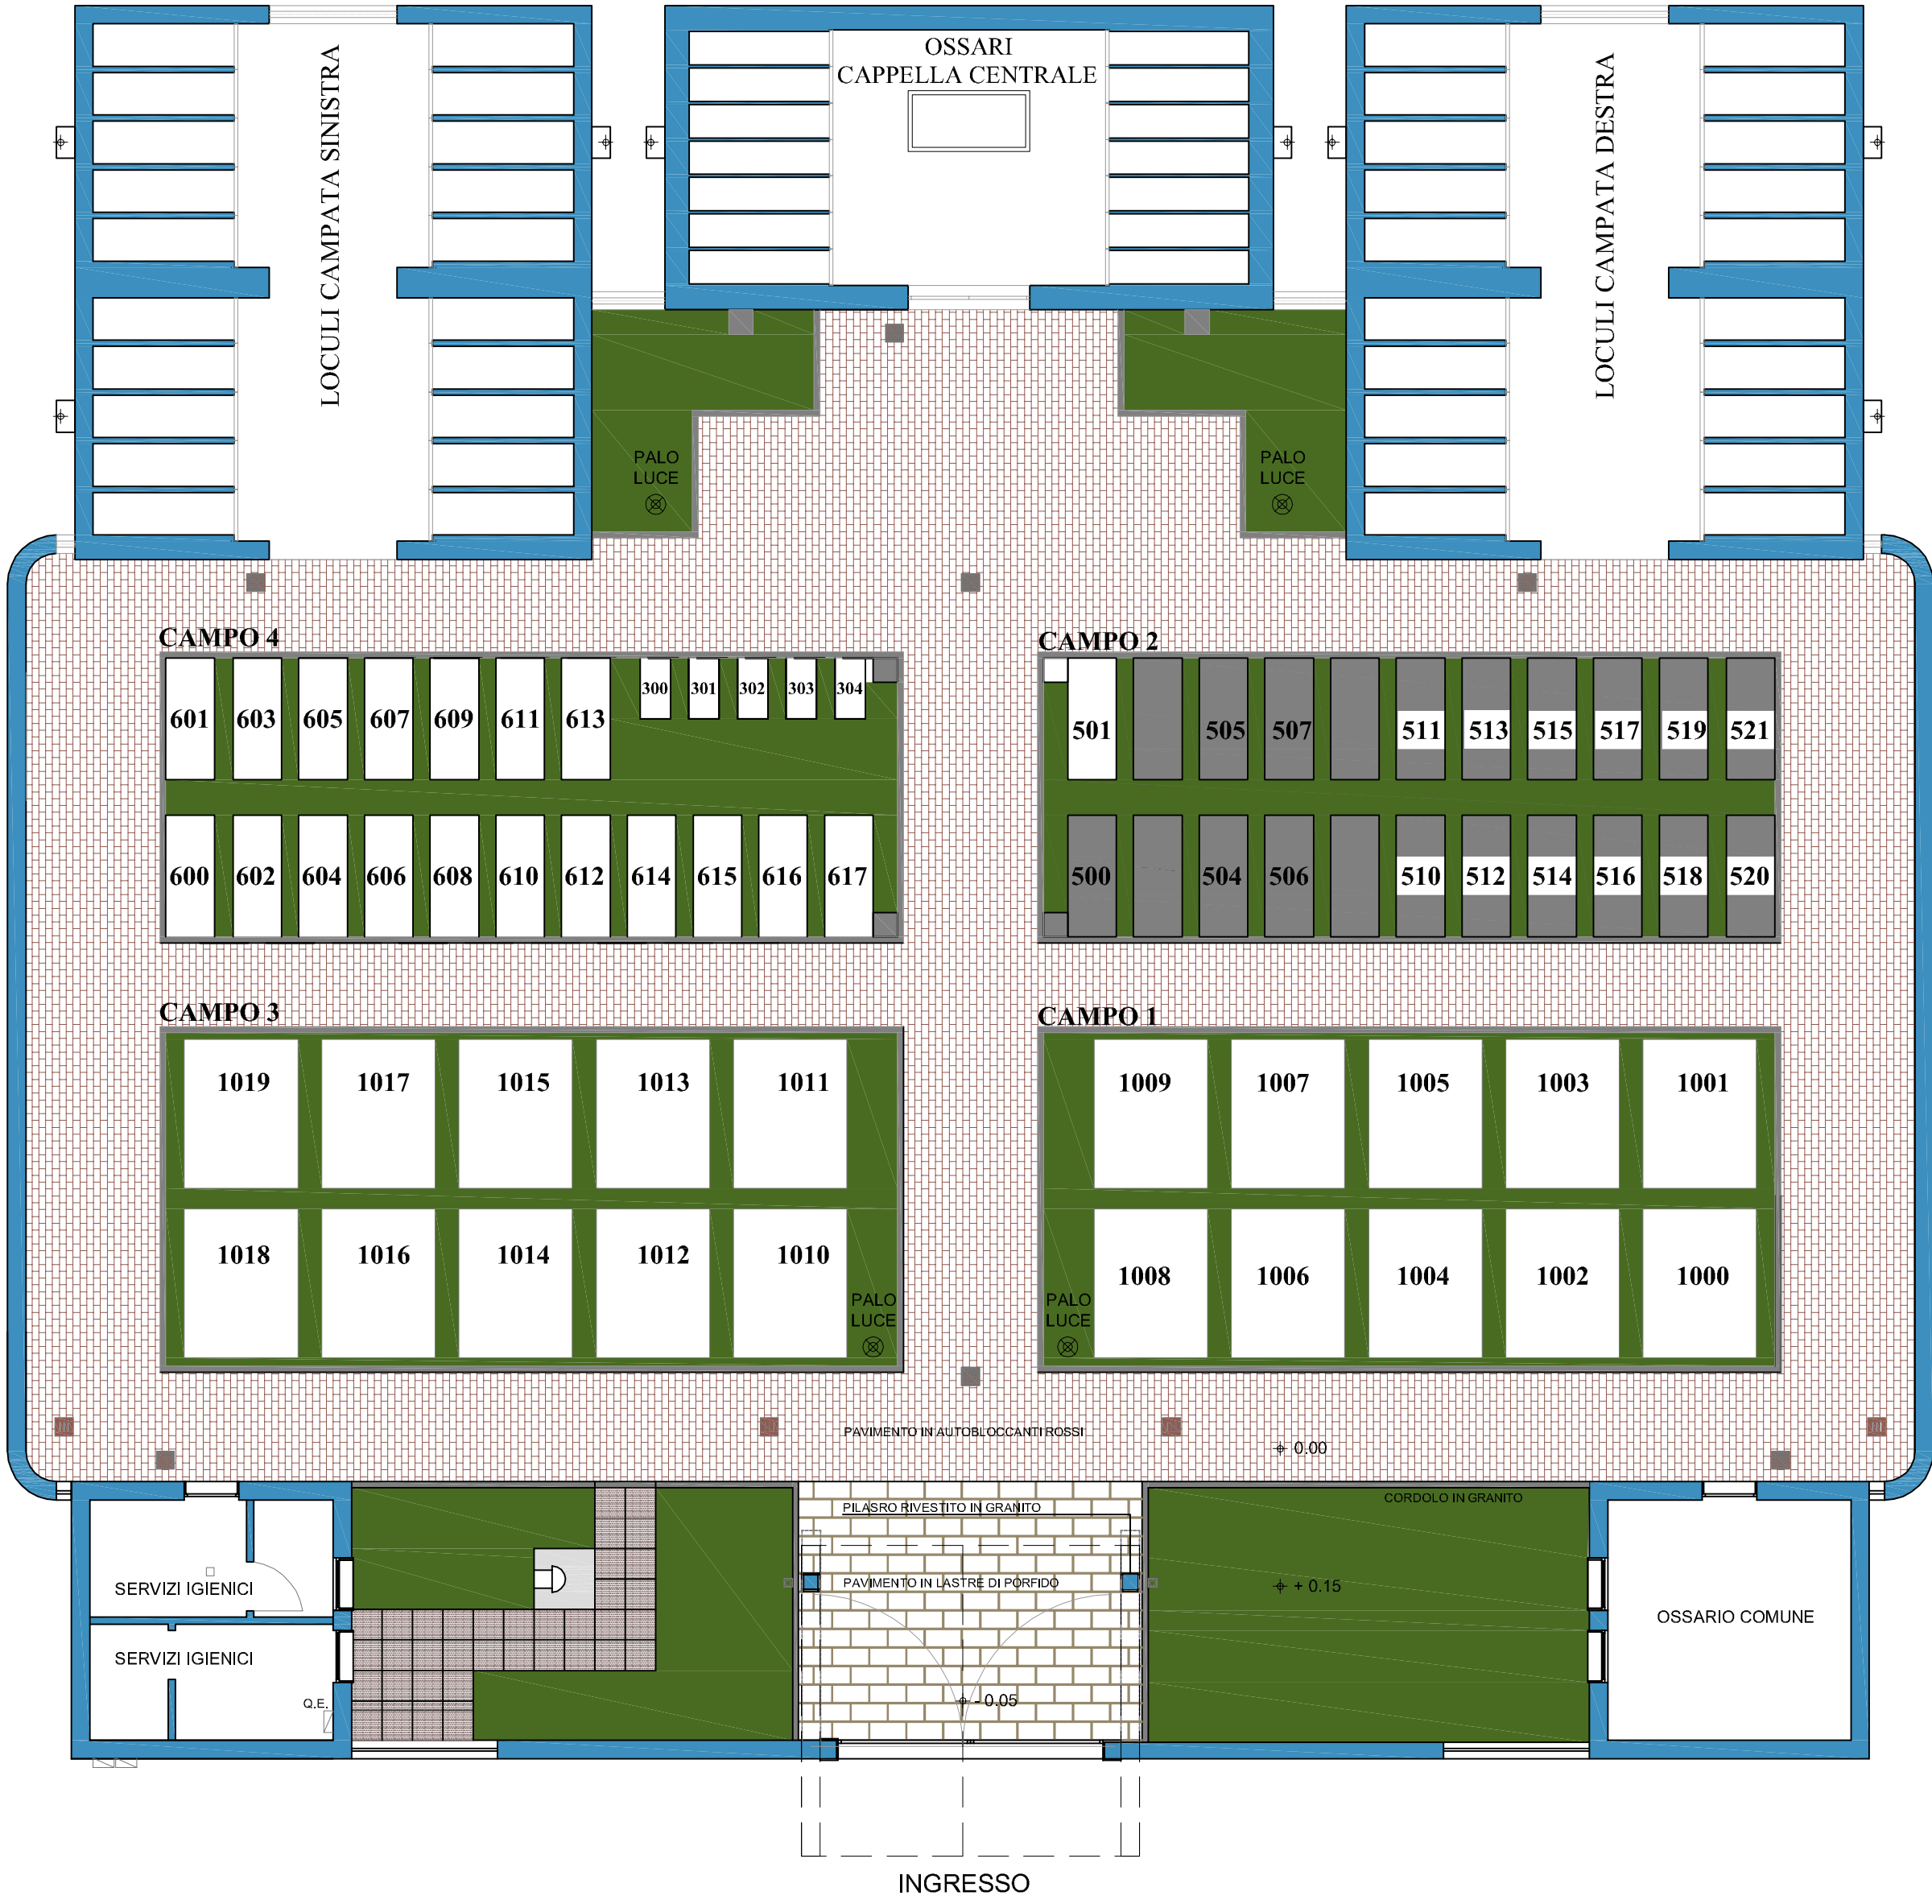 OSSARI
CAPPELLA CENTRALE
LOCULI CAMPATA SINISTRA
LOCULI CAMPATA DESTRA
PALO
LUCE
PALO
LUCE
CAMPO 4
601 603 605 607 609 611 613 300 301 302 303 304
600 602 604 606 608 610 612 614 615 616 617
CAMPO 2
501 505 507 511 513 515 517 519 521
500 504 506 510 512 514 516 518 520
CAMPO 3
1019 1017 1015 1013 1011
1018 1016 1014 1012 1010
PALO
LUCE
CAMPO 1
1009 1007 1005 1003 1001
1008 1006 1004 1002 1000
PALO
LUCE
PAVIMENTO IN AUTOBLOCCANTI ROSSI
0.00
PILASRO RIVESTITO IN GRANITO
CORDOLO IN GRANITO
SERVIZI IGIENICI
PAVIMENTO IN LASTRE DI PORFIDO
+ 0.15
OSSARIO COMUNE
SERVIZI IGIENICI
Q.E.
- 0.05
INGRESSO